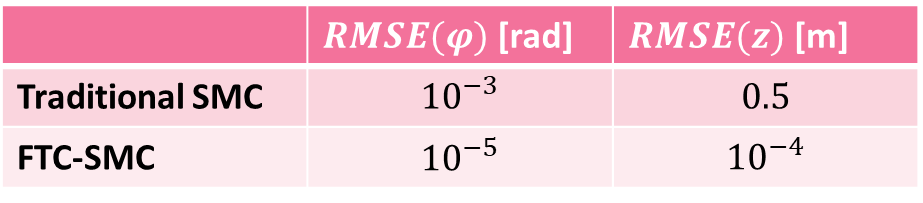 RMSE(φ) [rad] RMSE(z) [m]
Traditional SMC 10⁻³ 0.5
FTC-SMC 10⁻⁵ 10⁻⁴